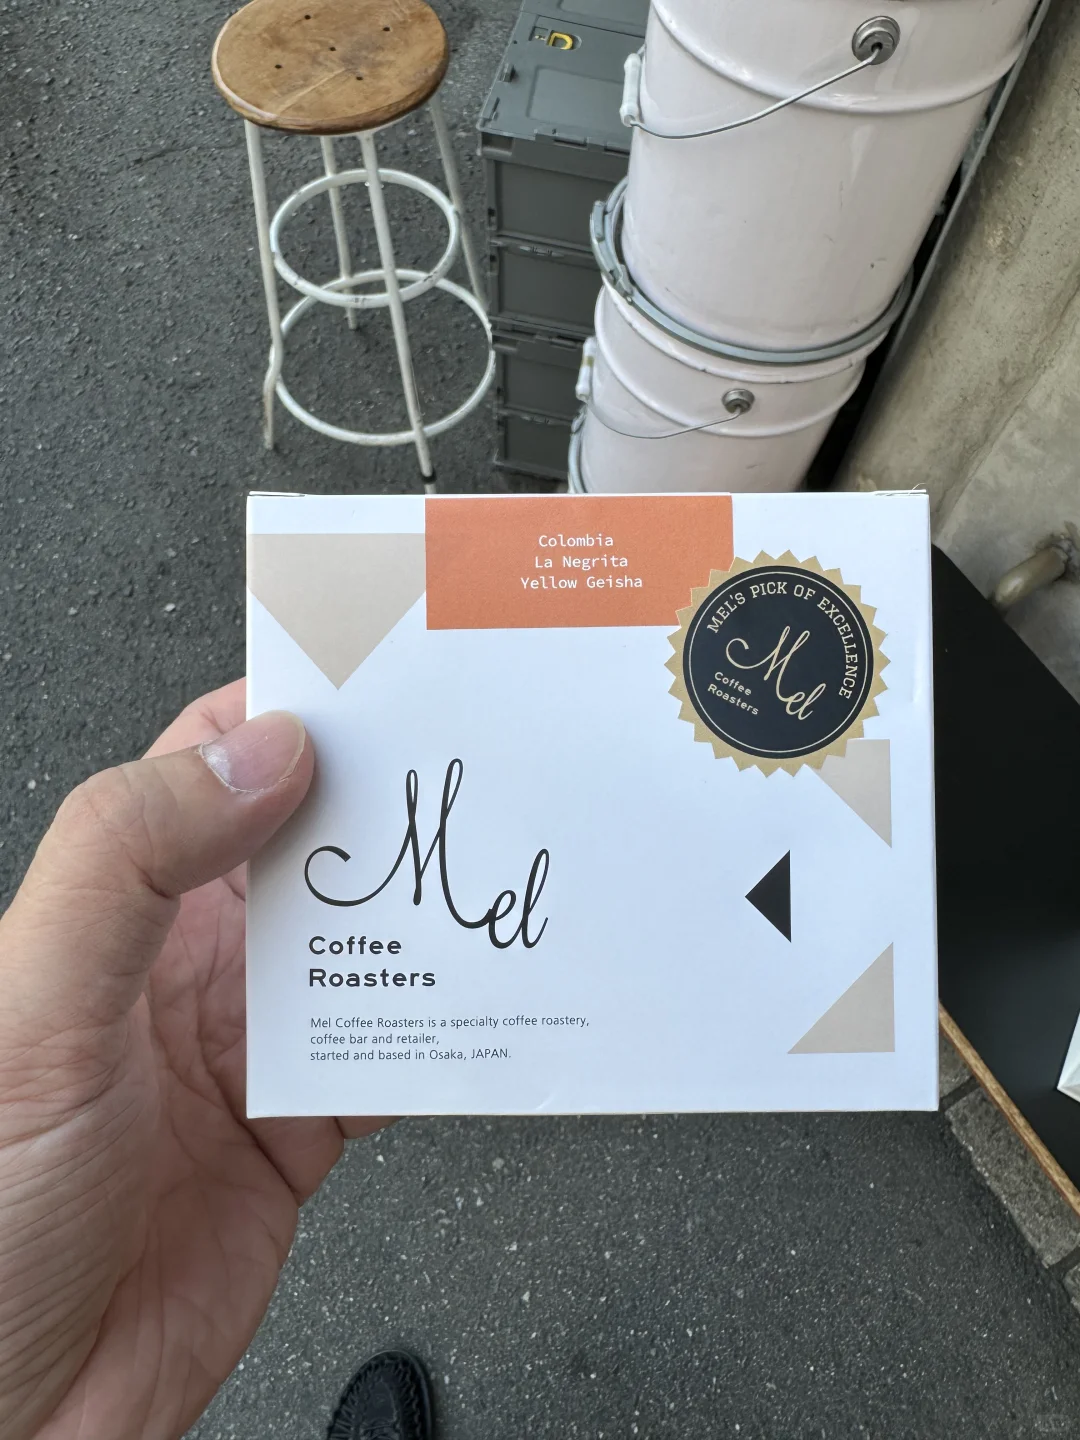 Colombia
La Negrita
Yellow Geisha
MEL'S PICK OF EXCELLENCE
Mel
Coffee
Roasters
Mel
Coffee
Roasters
Mel Coffee Roasters is a specialty coffee roastery,
coffee bar and retailer,
started and based in Osaka, JAPAN.